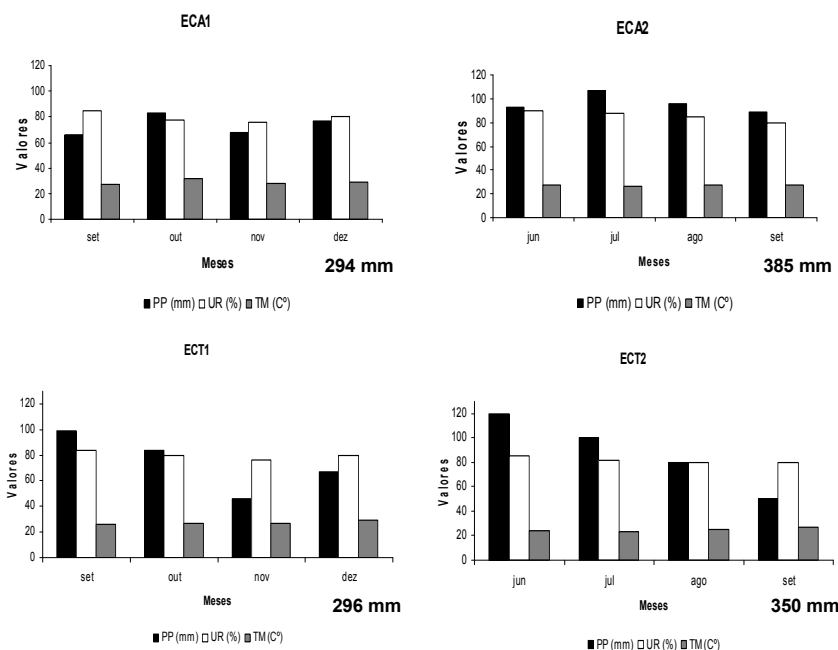 ECA1
120
100
80
60
40
20
0
Valores
set out nov dez
Meses
294 mm
■ PP (mm) □ UR (%) ■ TM (Cº)
ECA2
120
100
80
60
40
20
0
Valores
jun jul ago set
Meses
385 mm
■ PP (mm) □ UR (%) ■ TM (Cº)
ECT1
120
100
80
60
40
20
0
Valores
set out nov dez
Meses
296 mm
■ PP (mm) □ UR (%) ■ TM (Cº)
ECT2
120
100
80
60
40
20
0
Valores
jun jul ago set
Meses
350 mm
■ PP (mm) □ UR (%) ■ TM (Cº)